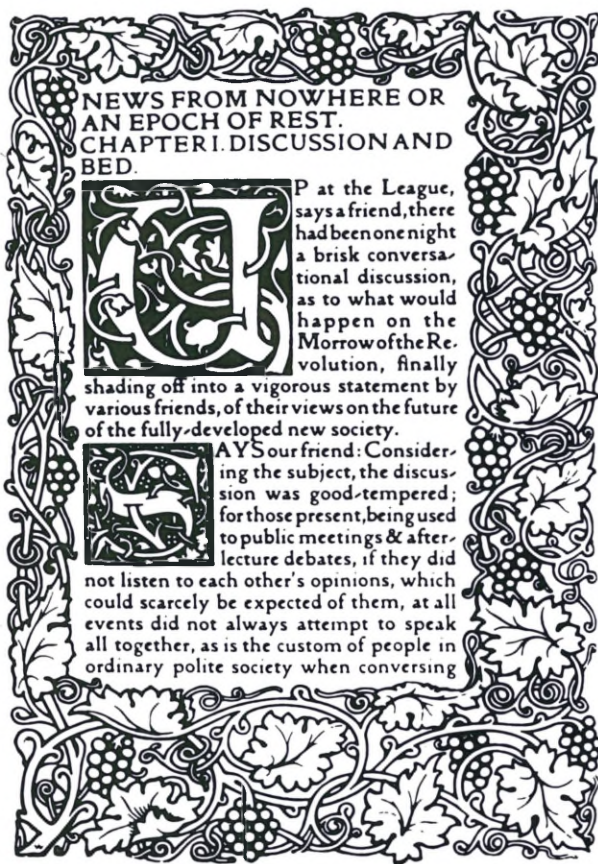 NEWS FROM NOWHERE OR
AN EPOCH OF REST.
CHAPTER I. DISCUSSION AND
BED.
UP at the League,
says a friend, there
had been one night
a brisk conversa-
tional discussion,
as to what would
happen on the
Morrow of the Re-
volution, finally
shading off into a vigorous statement by
various friends, of their views on the future
of the fully-developed new society.
SAYS our friend: Consider-
ing the subject, the discus-
sion was good-tempered;
for those present, being used
to public meetings & after-
lecture debates, if they did
not listen to each other's opinions, which
could scarcely be expected of them, at all
events did not always attempt to speak
all together, as is the custom of people in
ordinary polite society when conversing